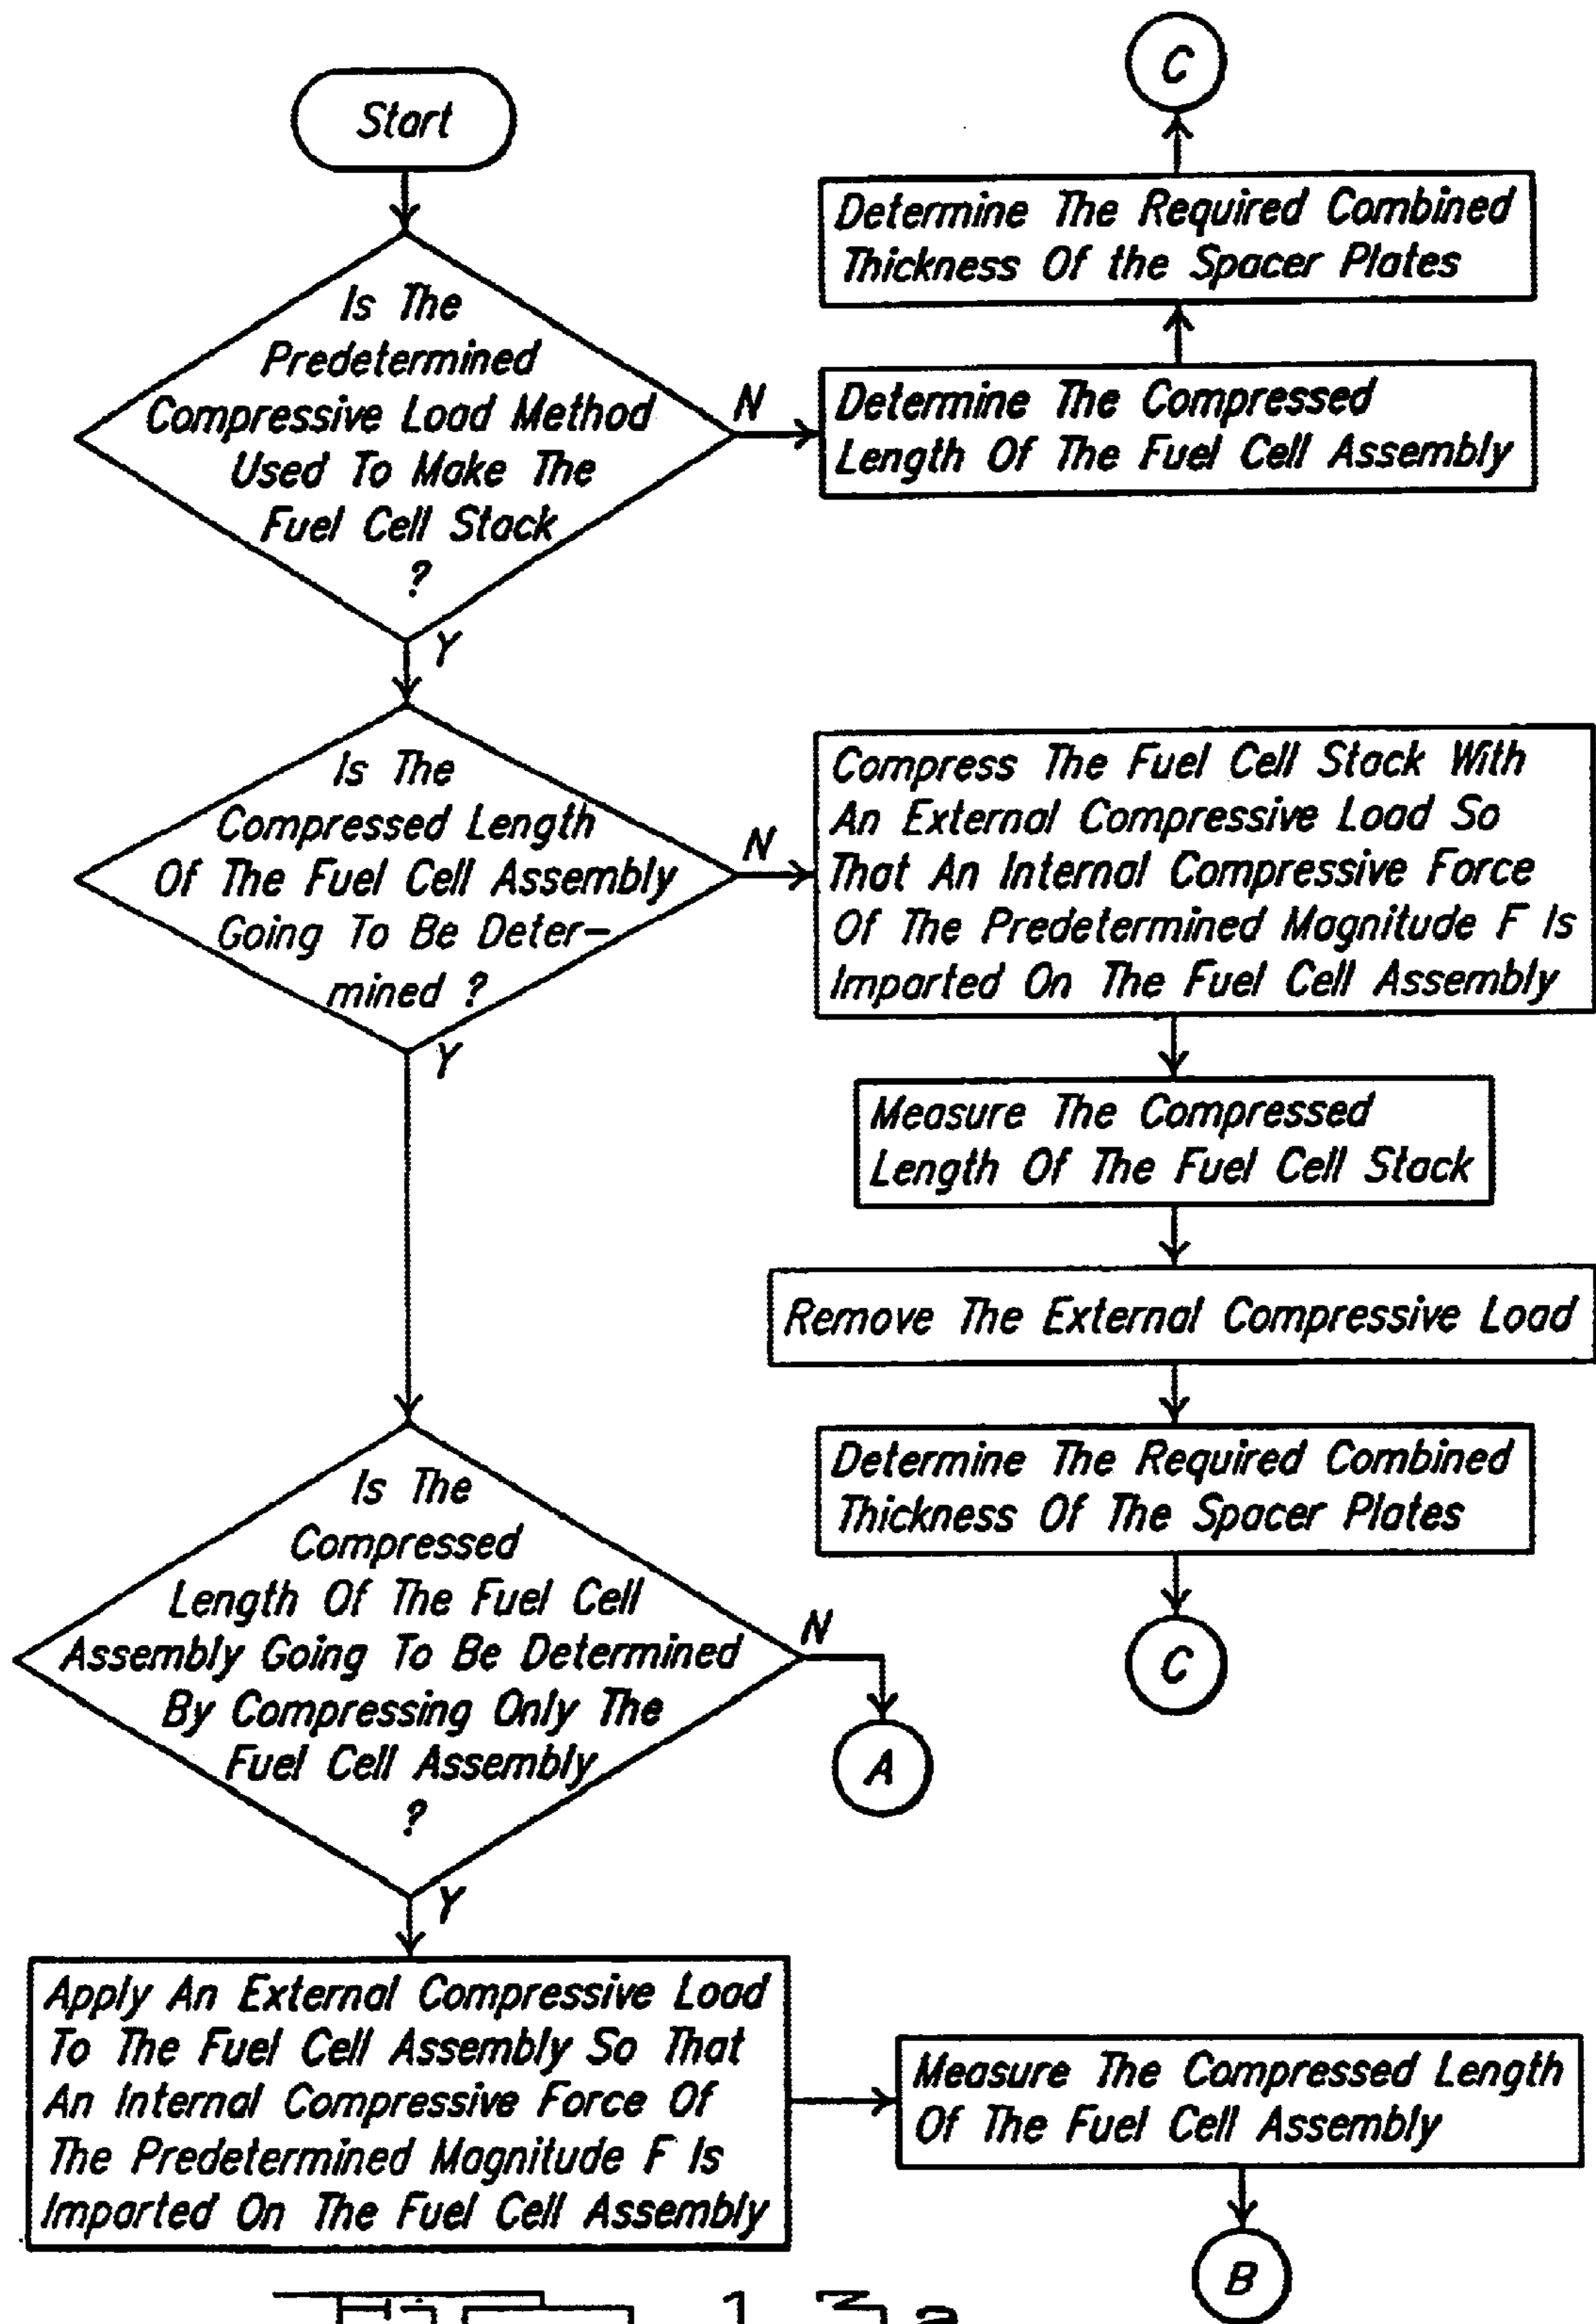 Start
C
Determine The Required Combined
Thickness Of the Spacer Plates
Is The
Predetermined
Compressive Load Method
Used To Make The
Fuel Cell Stack
?
N
Determine The Compressed
Length Of The Fuel Cell Assembly
Y
Is The
Compressed Length
Of The Fuel Cell Assembly
Going To Be Deter-
mined ?
N
Compress The Fuel Cell Stack With
An External Compressive Load So
That An Internal Compressive Force
Of The Predetermined Magnitude F Is
Imparted On The Fuel Cell Assembly
Y
Measure The Compressed
Length Of The Fuel Cell Stack
Remove The External Compressive Load
Determine The Required Combined
Thickness Of The Spacer Plates
C
Is The
Compressed
Length Of The Fuel Cell
Assembly Going To Be Determined
By Compressing Only The
Fuel Cell Assembly
?
N
A
Y
Apply An External Compressive Load
To The Fuel Cell Assembly So That
An Internal Compressive Force Of
The Predetermined Magnitude F Is
Imparted On The Fuel Cell Assembly
Measure The Compressed Length
Of The Fuel Cell Assembly
B